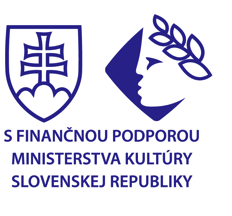 S FINANČNOU PODPOROU
MINISTERSTVA KULTÚRY
SLOVENSKEJ REPUBLIKY